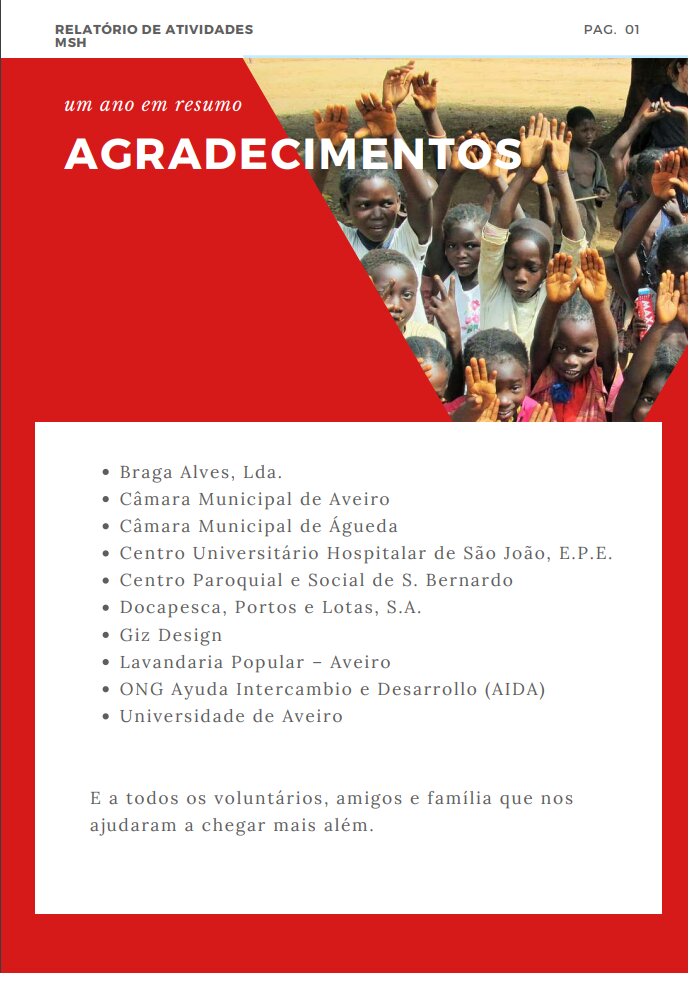 RELATÓRIO DE ATIVIDADES
MSH
PAG. 01
um ano em resumo
AGRADECIMENTOS
MAX
• Braga Alves, Lda.
• Câmara Municipal de Aveiro
• Câmara Municipal de Águeda
• Centro Universitário Hospitalar de São João, E.P.E.
• Centro Paroquial e Social de S. Bernardo
• Docapesca, Portos e Lotas, S.A.
• Giz Design
• Lavandaria Popular – Aveiro
• ONG Ayuda Intercambio e Desarrollo (AIDA)
• Universidade de Aveiro
E a todos os voluntários, amigos e família que nos
ajudaram a chegar mais além.